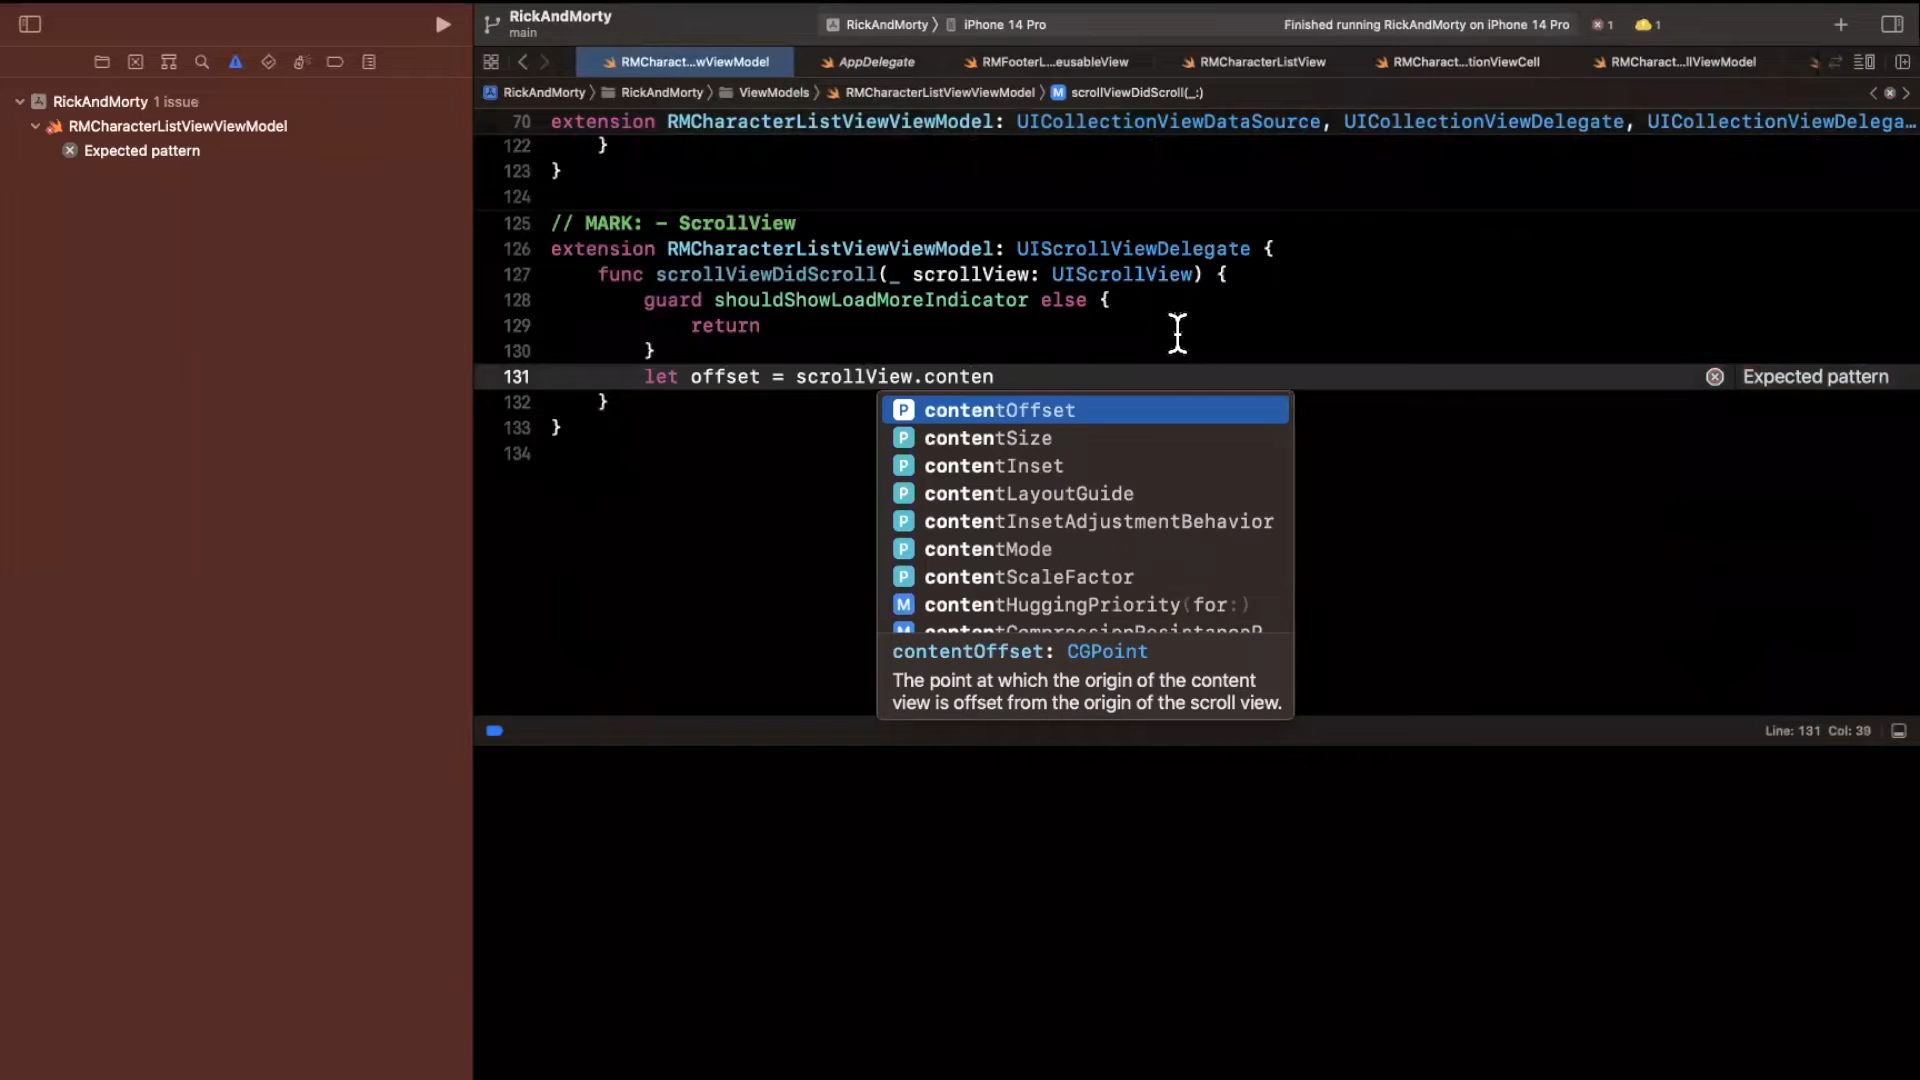 RickAndMorty
main
RickAndMorty 〉 iPhone 14 Pro
Finished running RickAndMorty on iPhone 14 Pro
1
1
RMCharact...wViewModel
AppDelegate
RMFooterL...eusableView
RMCharacterListView
RMCharact...tionViewCell
RMCharact...llViewModel
RickAndMorty 〉 RickAndMorty 〉 ViewModels 〉 RMCharacterListViewViewModel 〉 M scrollViewDidScroll(_:)
RickAndMorty 1 issue
RMCharacterListViewViewModel
Expected pattern
70 extension RMCharacterListViewViewModel: UICollectionViewDataSource, UICollectionViewDelegate, UICollectionViewDelega...
122 }
123 }
124
125 // MARK: - ScrollView
126 extension RMCharacterListViewViewModel: UIScrollViewDelegate {
127 func scrollViewDidScroll(_ scrollView: UIScrollView) {
128 guard shouldShowLoadMoreIndicator else {
129 return
130 }
131 let offset = scrollView.conten
Expected pattern
132 }
133 }
134
P contentOffset
P contentSize
P contentInset
P contentLayoutGuide
P contentInsetAdjustmentBehavior
P contentMode
P contentScaleFactor
M contentHuggingPriority(for:)
contentOffset: CGPoint
The point at which the origin of the content
view is offset from the origin of the scroll view.
Line: 131 Col: 39